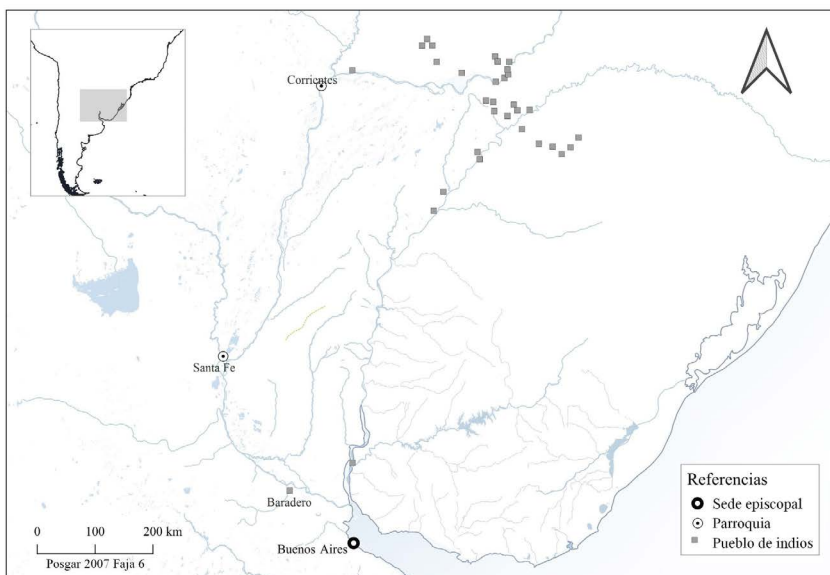 Corrientes
Santa Fe
Baradero
Buenos Aires
0 100 200 km
Posgar 2007 Faja 6
Referencias
Sede episcopal
Parroquia
Pueblo de indios